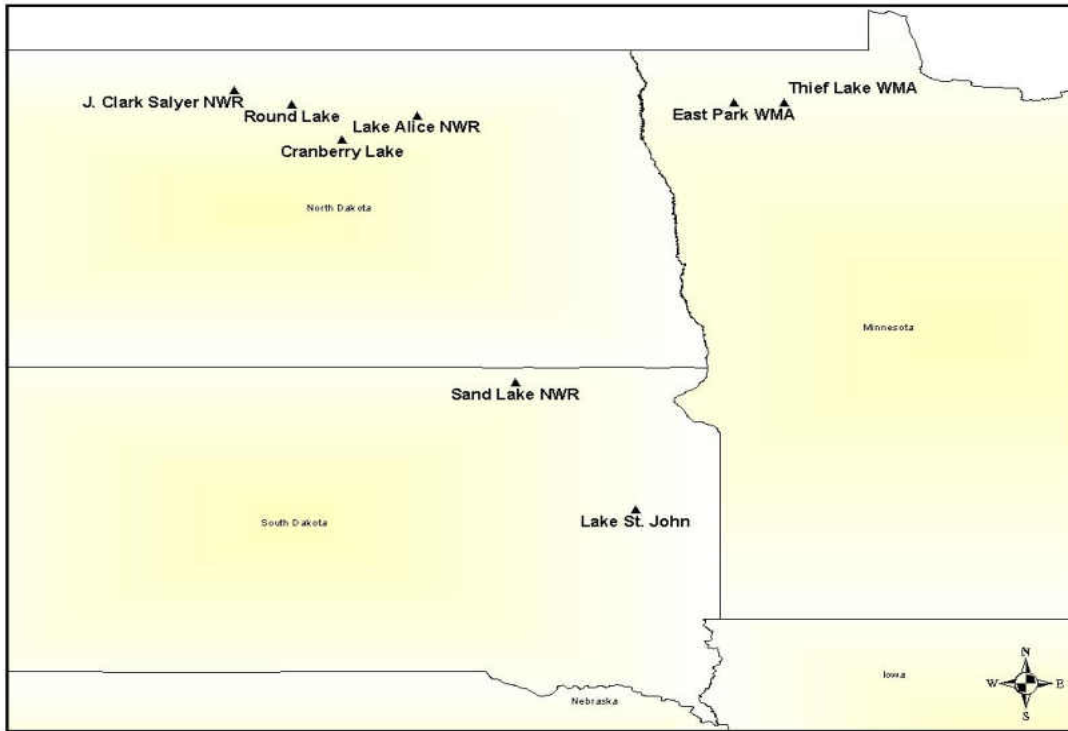 Thief Lake WMA
J. Clark Salyer NWR
Round Lake
East Park WMA
Lake Alice NWR
Cranberry Lake
North Dakota
Minnesota
Sand Lake NWR
South Dakota
Lake St. John
N
W
E
S
Iowa
Nebraska